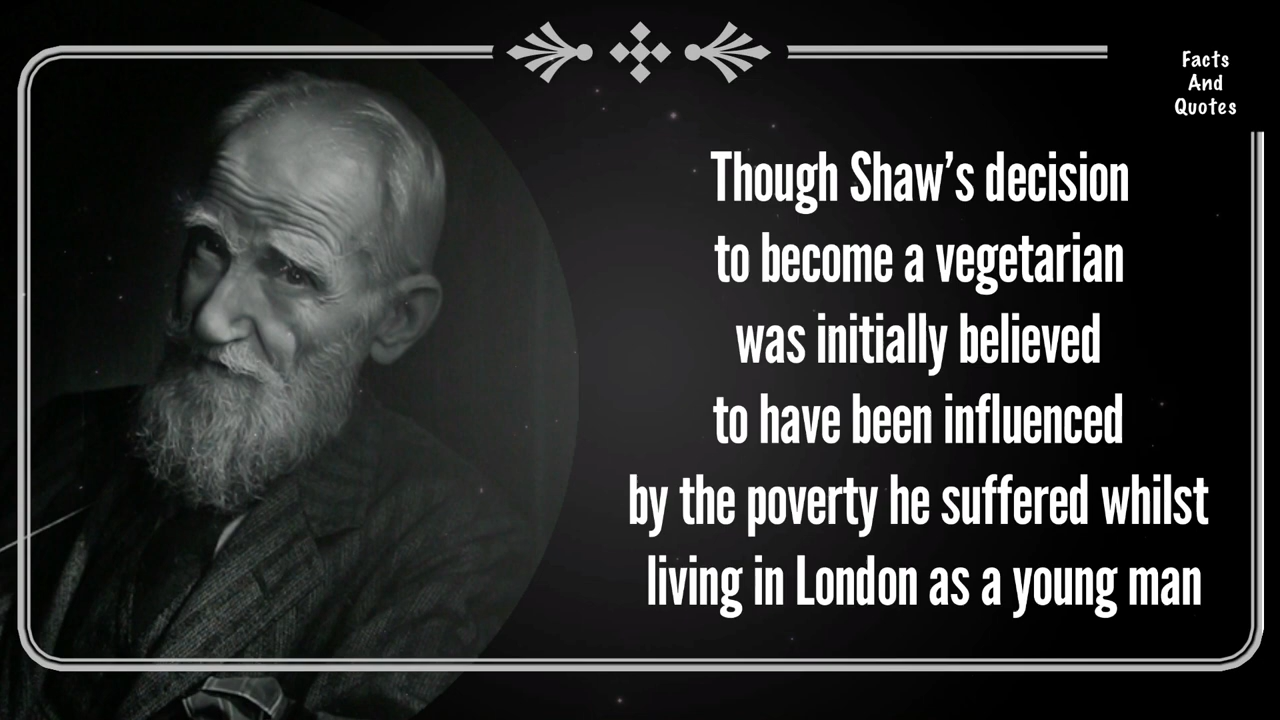 Facts
And
Quotes
Though Shaw's decision
to become a vegetarian
was initially believed
to have been influenced
by the poverty he suffered whilst
living in London as a young man